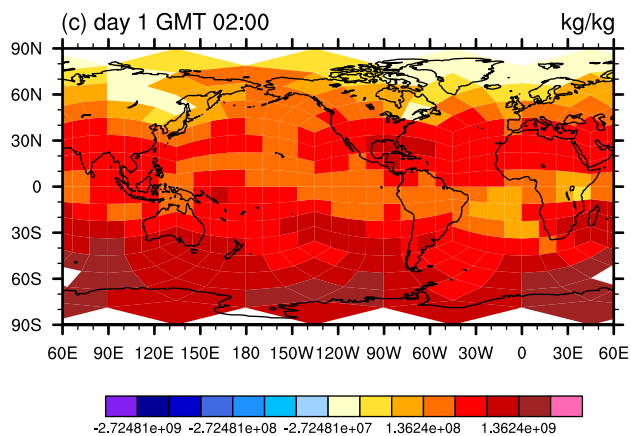 (c) day 1 GMT 02:00 kg/kg
90N
60N
30N
0
30S
60S
90S
60E 90E 120E 150E 180 150W 120W 90W 60W 30W 0 30E 60E
-2.72481e+09 -2.72481e+08 -2.72481e+07 1.3624e+08 1.3624e+09